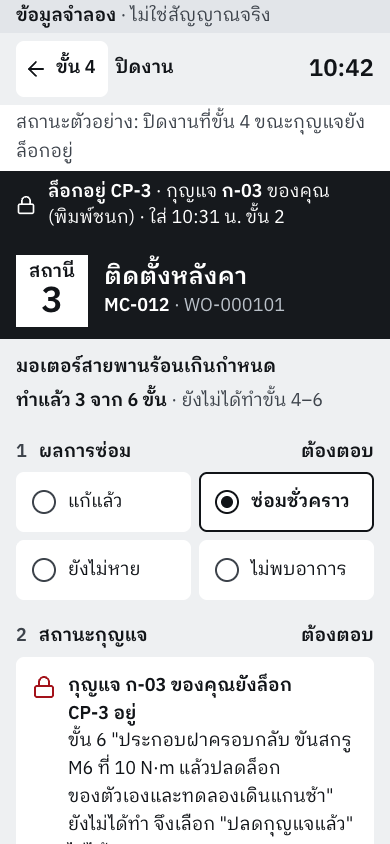 ข้อมูลจำลอง · ไม่ใช่สัญญาณจริง
ขั้น 4 ปิดงาน 10:42
สถานะตัวอย่าง: ปิดงานที่ขั้น 4 ขณะกุญแจยัง
ล็อกอยู่
ล็อกอยู่ CP-3 · กุญแจ ก-03 ของคุณ
(พิมพ์ชนก) · ใส่ 10:31 น. ขั้น 2
สถานี
3
ติดตั้งหลังคา
MC-012 · WO-000101
มอเตอร์สายพานร้อนเกินกำหนด
ทำแล้ว 3 จาก 6 ขั้น · ยังไม่ได้ทำขั้น 4–6
1 ผลการซ่อม ต้องตอบ
แก้แล้ว ซ่อมชั่วคราว
ยังไม่หาย ไม่พบอาการ
2 สถานะกุญแจ ต้องตอบ
กุญแจ ก-03 ของคุณยังล็อก
CP-3 อยู่
ขั้น 6 "ประกอบฝาครอบกลับ ขันสกรู
M6 ที่ 10 N·m แล้วปลดล็อก
ของตัวเองและทดลองเดินแกนช้า"
ยังไม่ได้ทำ จึงเลือก "ปลดกุญแจแล้ว"